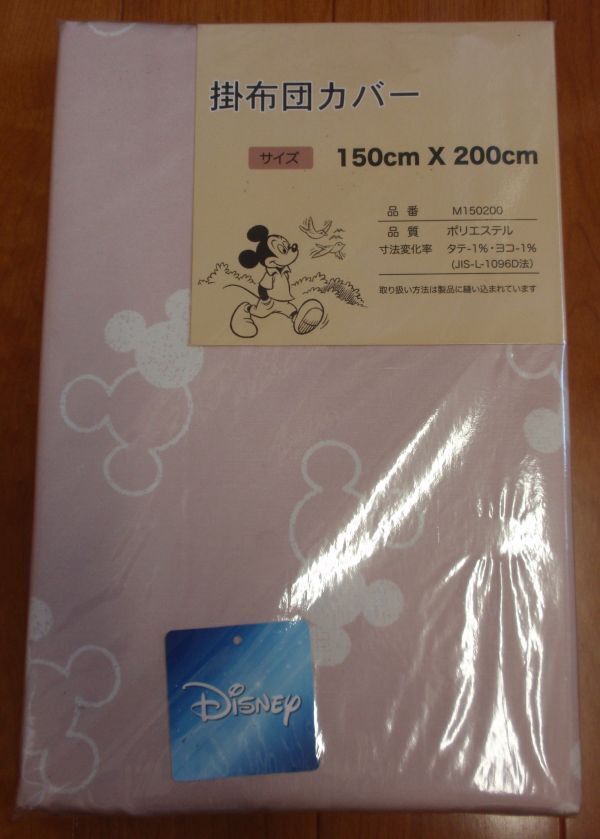 掛布団カバー
サイズ 150cm X 200cm
品番 M150200
品質 ポリエステル
寸法変化率 タテ-1%・ヨコ-1%
(JIS-L-1096D法)
取り扱い方法は製品に縫い込まれています
Disney